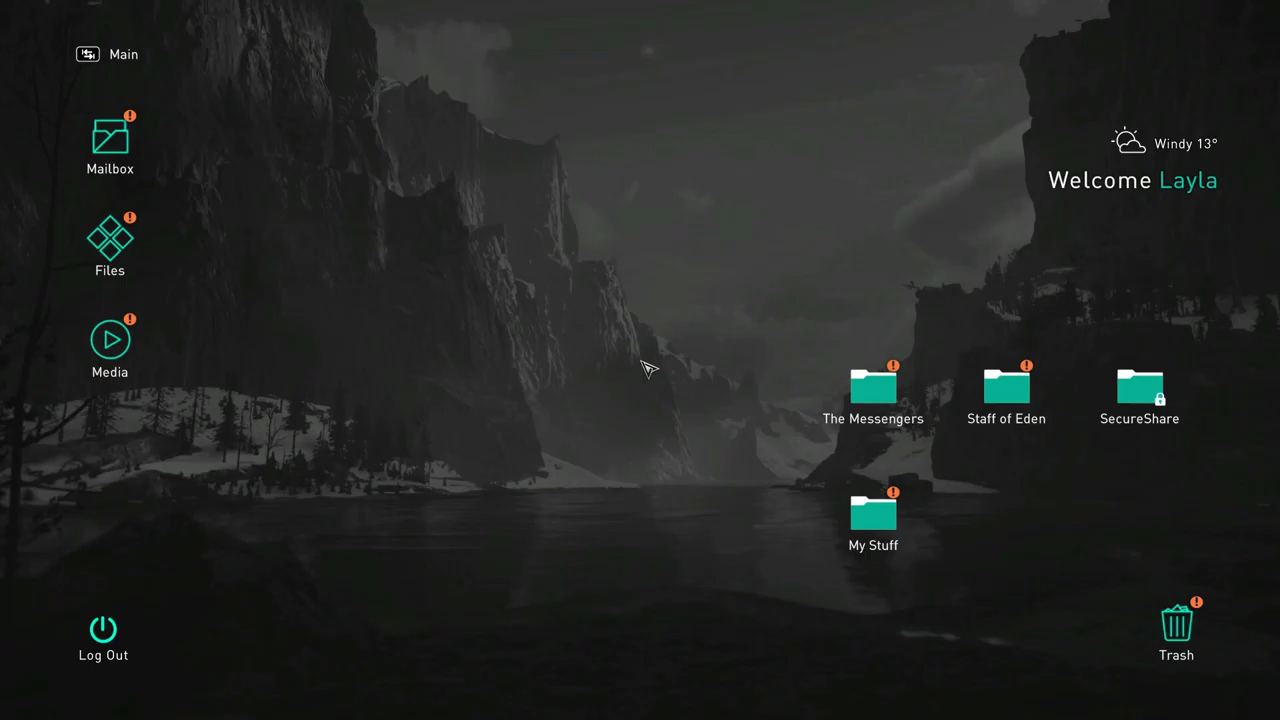 Main
Mailbox
Files
Media
Log Out
Windy 13°
Welcome Layla
The Messengers
Staff of Eden
SecureShare
My Stuff
Trash